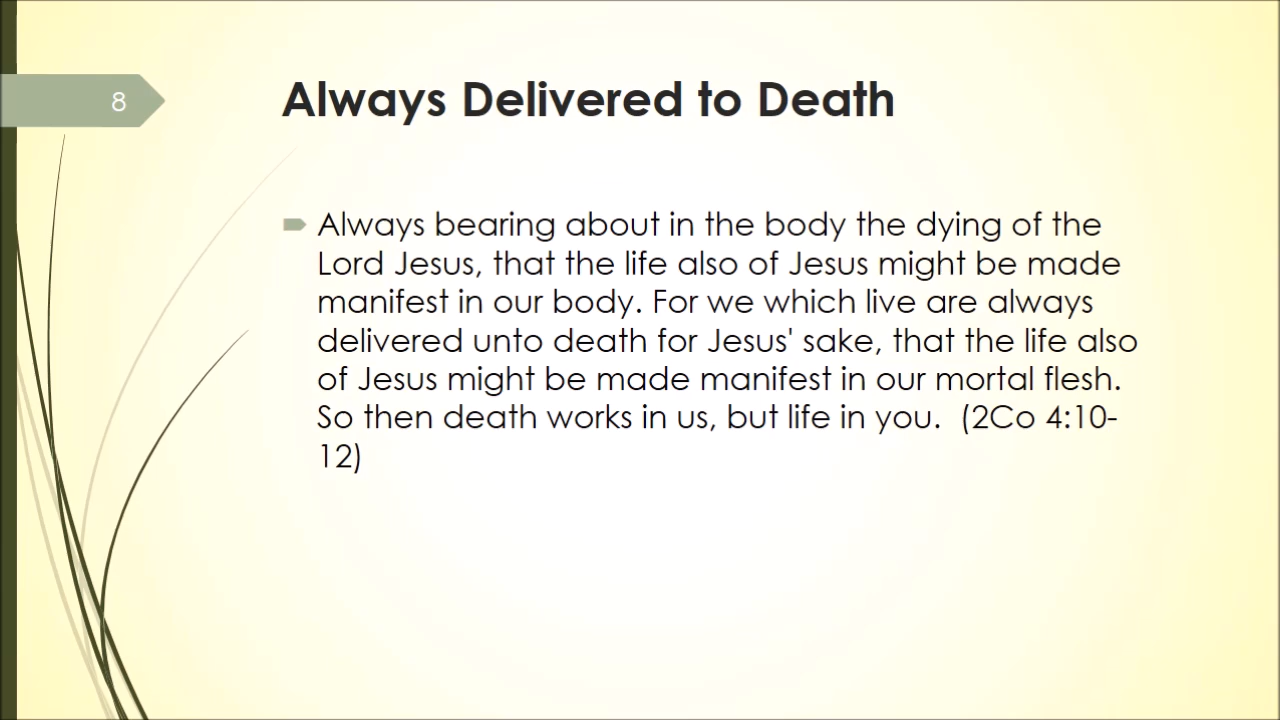 8
Always Delivered to Death
Always bearing about in the body the dying of the
Lord Jesus, that the life also of Jesus might be made
manifest in our body. For we which live are always
delivered unto death for Jesus' sake, that the life also
of Jesus might be made manifest in our mortal flesh.
So then death works in us, but life in you.  (2Co 4:10-
12)